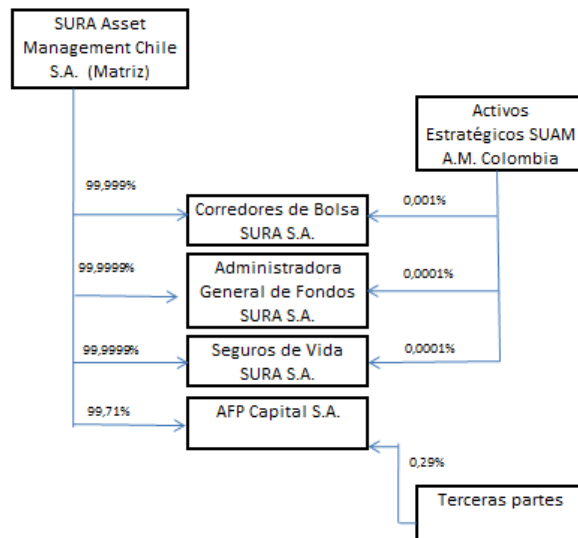 SURA Asset
Management Chile
S.A. (Matriz)
Activos
Estratégicos SUAM
A.M. Colombia
99,999%
0,001%
Corredores de Bolsa
SURA S.A.
99,9999%
0,0001%
Administradora
General de Fondos
SURA S.A.
99,9999%
0,0001%
Seguros de Vida
SURA S.A.
99,71%
AFP Capital S.A.
0,29%
Terceras partes